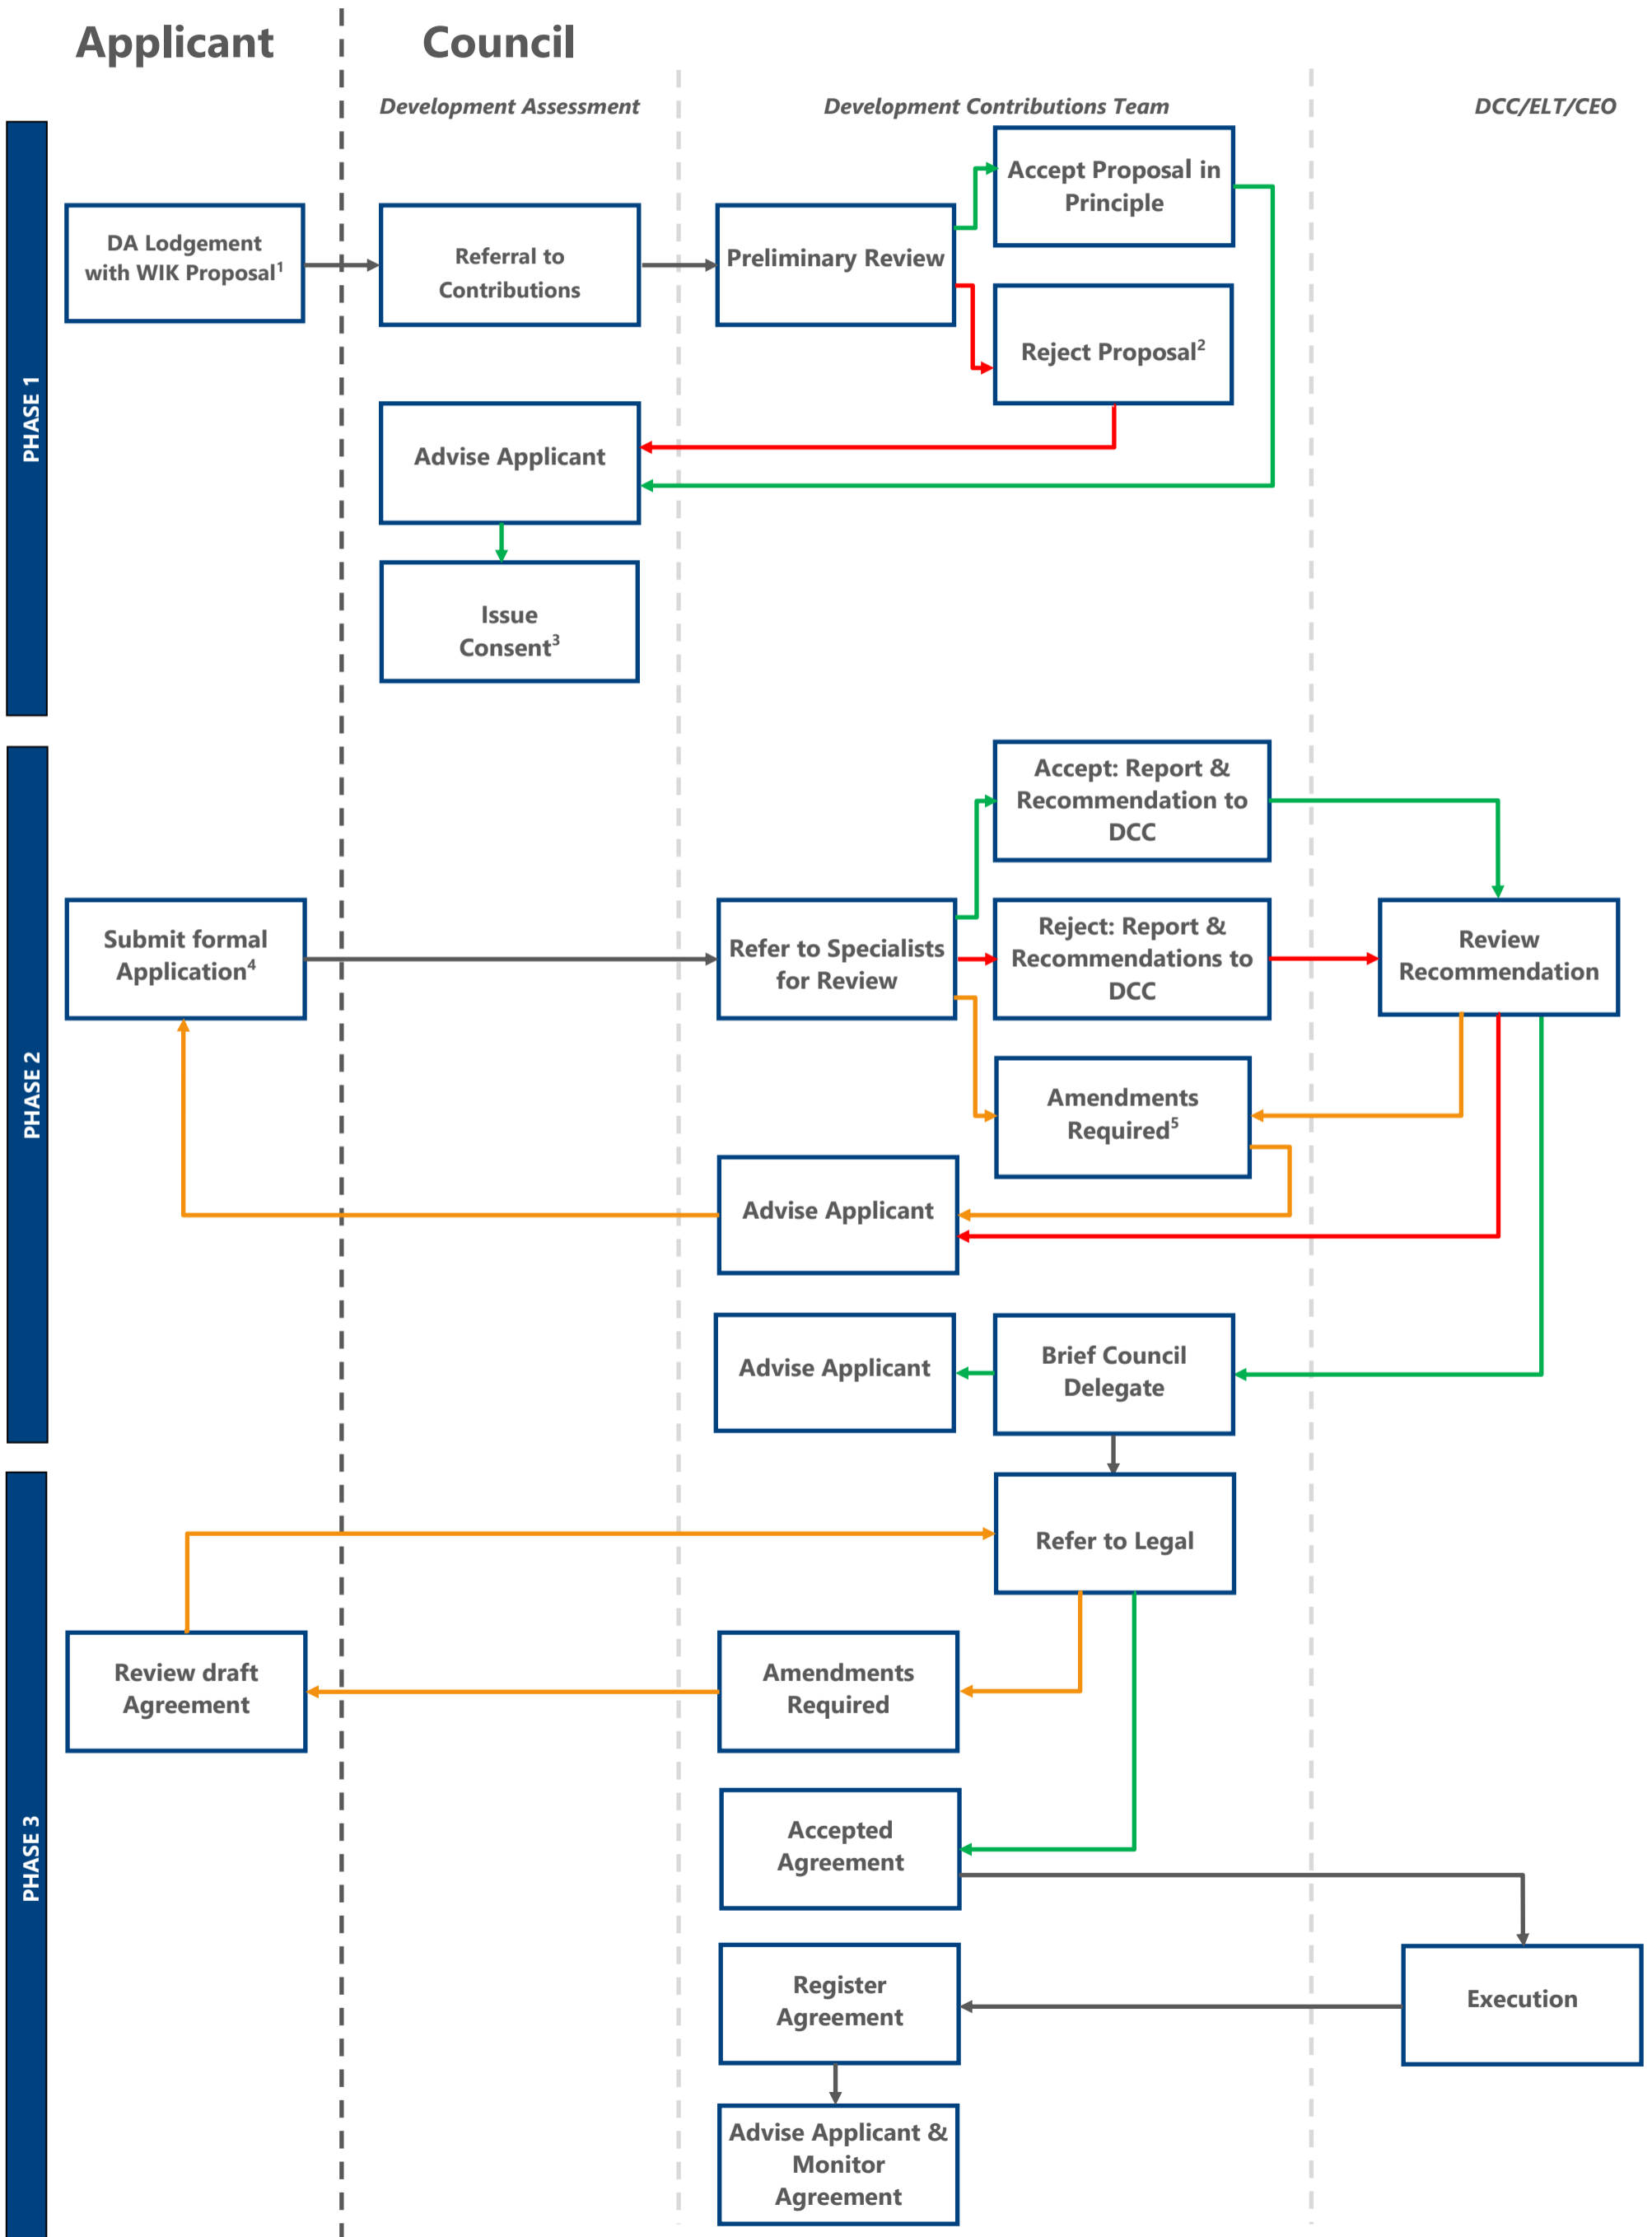 Applicant
Council
Development Assessment
Development Contributions Team
DCC/ELT/CEO
PHASE 1
DA Lodgement
with WIK Proposal¹
Referral to
Contributions
Preliminary Review
Accept Proposal in
Principle
Reject Proposal²
Advise Applicant
Issue
Consent³
PHASE 2
Accept: Report &
Recommendation to
DCC
Submit formal
Application⁴
Refer to Specialists
for Review
Reject: Report &
Recommendations to
DCC
Review
Recommendation
Amendments
Required⁵
Advise Applicant
Advise Applicant
Brief Council
Delegate
PHASE 3
Refer to Legal
Review draft
Agreement
Amendments
Required
Accepted
Agreement
Register
Agreement
Execution
Advise Applicant &
Monitor
Agreement